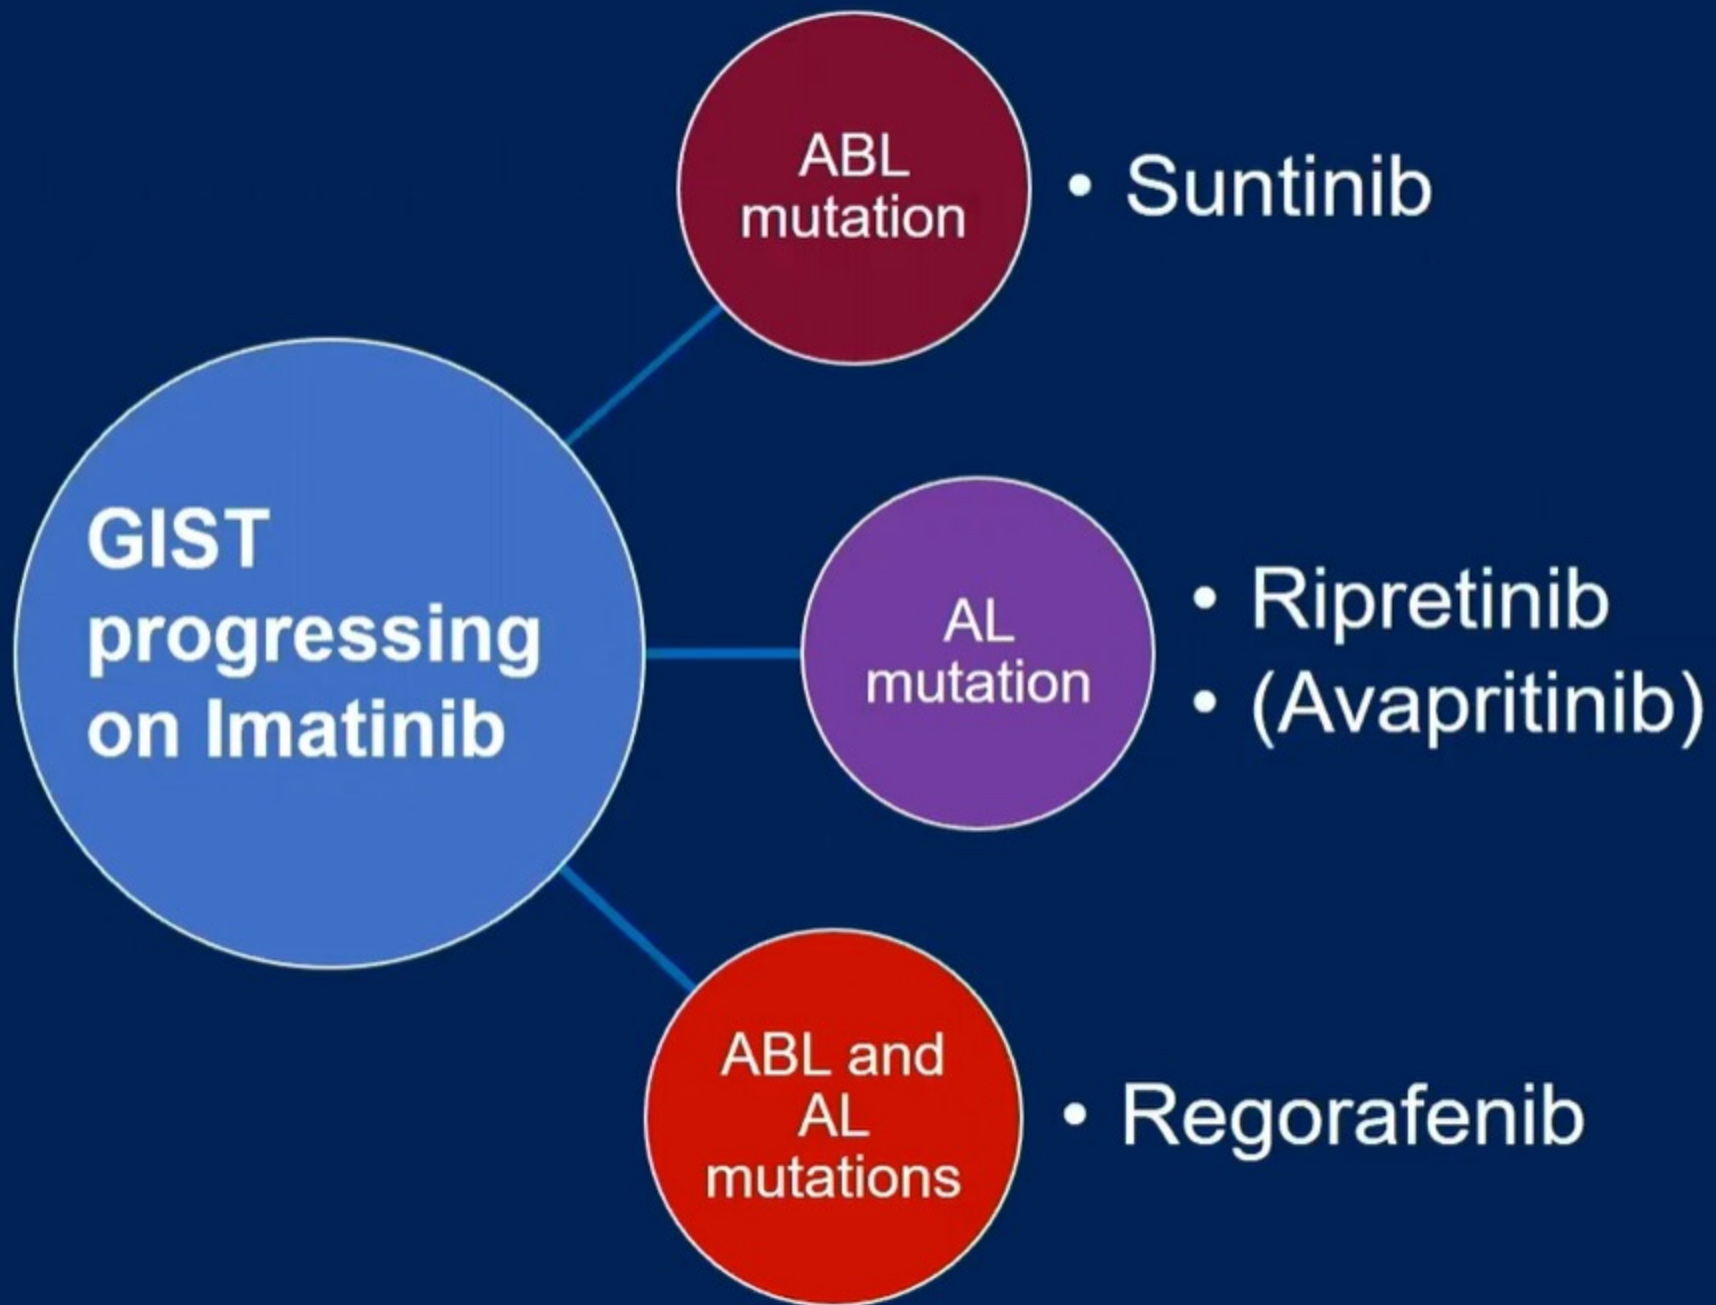 GIST
progressing
on Imatinib
ABL
mutation
• Suntinib
AL
mutation
• Ripretinib
• (Avapritinib)
ABL and
AL
mutations
• Regorafenib